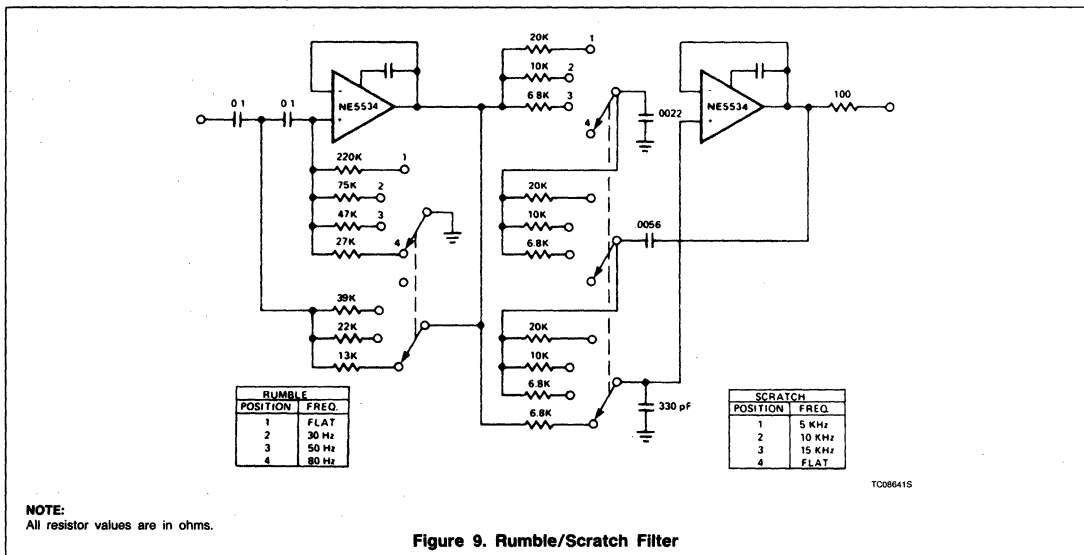 20K
1
10K
2
6.8K
3
4
.0022
NE5534
-
+
0.1
0.1
NE5534
-
+
100
220K
1
75K
2
47K
3
27K
4
20K
10K
6.8K
.0056
39K
22K
13K
20K
10K
6.8K
6.8K
330 pF
RUMBLE
POSITION FREQ.
1 FLAT
2 30 Hz
3 50 Hz
4 80 Hz
SCRATCH
POSITION FREQ.
1 5 KHz
2 10 KHz
3 15 KHz
4 FLAT
TC08641S
NOTE:
All resistor values are in ohms.
Figure 9. Rumble/Scratch Filter